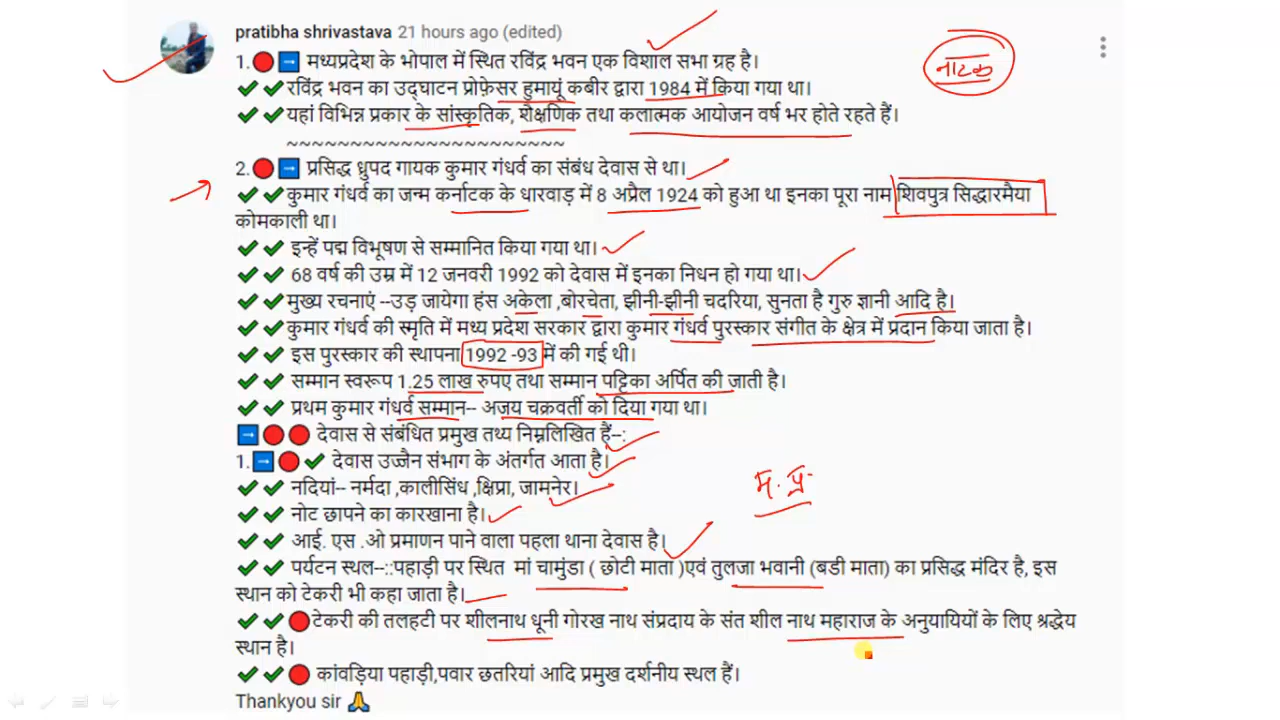 pratibha shrivastava 21 hours ago (edited)
1.🔴➡ मध्यप्रदेश के भोपाल में स्थित रविंद्र भवन एक विशाल सभा ग्रह है।
नाटक
✔✔रविंद्र भवन का उद्घाटन प्रोफ़ेसर हुमायूं कबीर द्वारा 1984 में किया गया था।
✔✔यहां विभिन्न प्रकार के सांस्कृतिक, शैक्षणिक तथा कलात्मक आयोजन वर्ष भर होते रहते हैं।
~~~~~~~~~~~~~~~~~~~~~
2.🔴➡ प्रसिद्ध ध्रुपद गायक कुमार गंधर्व का संबंध देवास से था।
✔✔कुमार गंधर्व का जन्म कर्नाटक के धारवाड़ में 8 अप्रैल 1924 को हुआ था इनका पूरा नाम शिवपुत्र सिद्धारमैया
कोमकाली था।
✔✔ इन्हें पद्म विभूषण से सम्मानित किया गया था।
✔✔ 68 वर्ष की उम्र में 12 जनवरी 1992 को देवास में इनका निधन हो गया था।
✔✔मुख्य रचनाएं --उड़ जायेगा हंस अकेला ,बोरचेता, झीनी-झीनी चदरिया, सुनता है गुरु ज्ञानी आदि है।
✔✔कुमार गंधर्व की स्मृति में मध्य प्रदेश सरकार द्वारा कुमार गंधर्व पुरस्कार संगीत के क्षेत्र में प्रदान किया जाता है।
✔✔ इस पुरस्कार की स्थापना 1992 -93 में की गई थी।
✔✔ सम्मान स्वरूप 1.25 लाख रुपए तथा सम्मान पट्टिका अर्पित की जाती है।
✔✔ प्रथम कुमार गंधर्व सम्मान-- अजय चक्रवर्ती को दिया गया था।
➡🔴🔴 देवास से संबंधित प्रमुख तथ्य निम्नलिखित हैं--:
1.➡🔴✔ देवास उज्जैन संभाग के अंतर्गत आता है।
✔✔ नदियां-- नर्मदा ,कालीसिंध ,क्षिप्रा, जामनेर।
म.प्र
✔✔ नोट छापने का कारखाना है।
✔✔ आई. एस .ओ प्रमाणन पाने वाला पहला थाना देवास है।
✔✔ पर्यटन स्थल--::पहाड़ी पर स्थित मां चामुंडा ( छोटी माता )एवं तुलजा भवानी (बडी माता) का प्रसिद्ध मंदिर है, इस
स्थान को टेकरी भी कहा जाता है।
✔✔🔴टेकरी की तलहटी पर शीलनाथ धूनी गोरख नाथ संप्रदाय के संत शील नाथ महाराज के अनुयायियों के लिए श्रद्धेय
स्थान है।
✔✔🔴 कांवड़िया पहाड़ी,पवार छतरियां आदि प्रमुख दर्शनीय स्थल हैं।
Thankyou sir 🙏